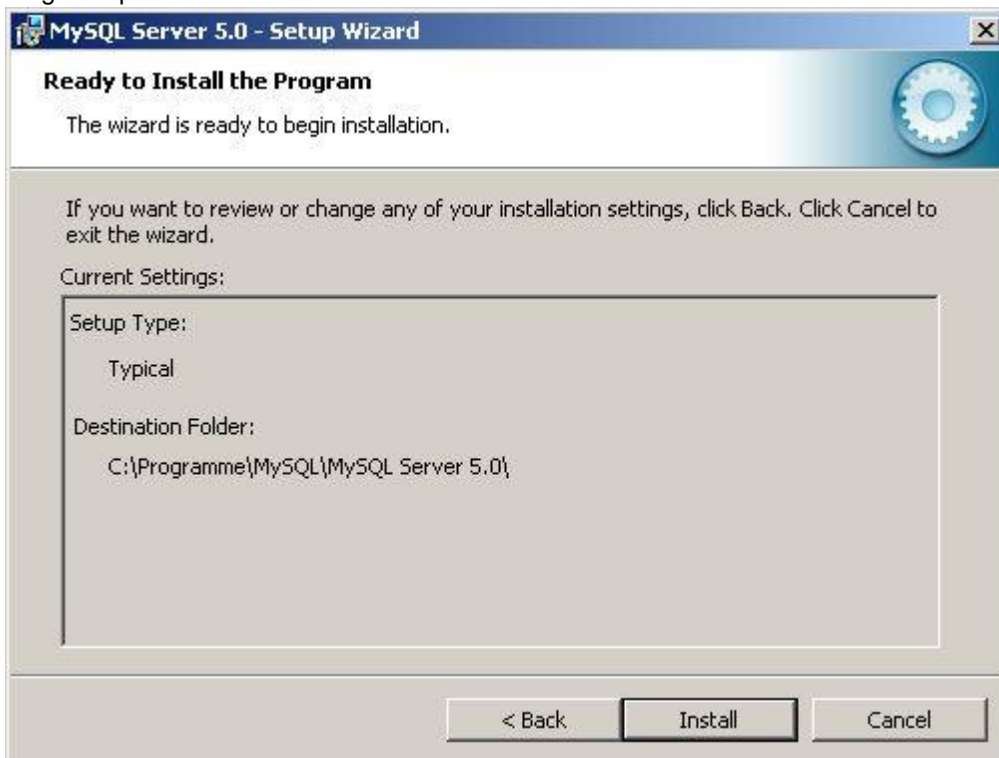 MySQL Server 5.0 - Setup Wizard
Ready to Install the Program
The wizard is ready to begin installation.
If you want to review or change any of your installation settings, click Back. Click Cancel to
exit the wizard.
Current Settings:
Setup Type:
Typical
Destination Folder:
C:\Programme\MySQL\MySQL Server 5.0\
< Back
Install
Cancel